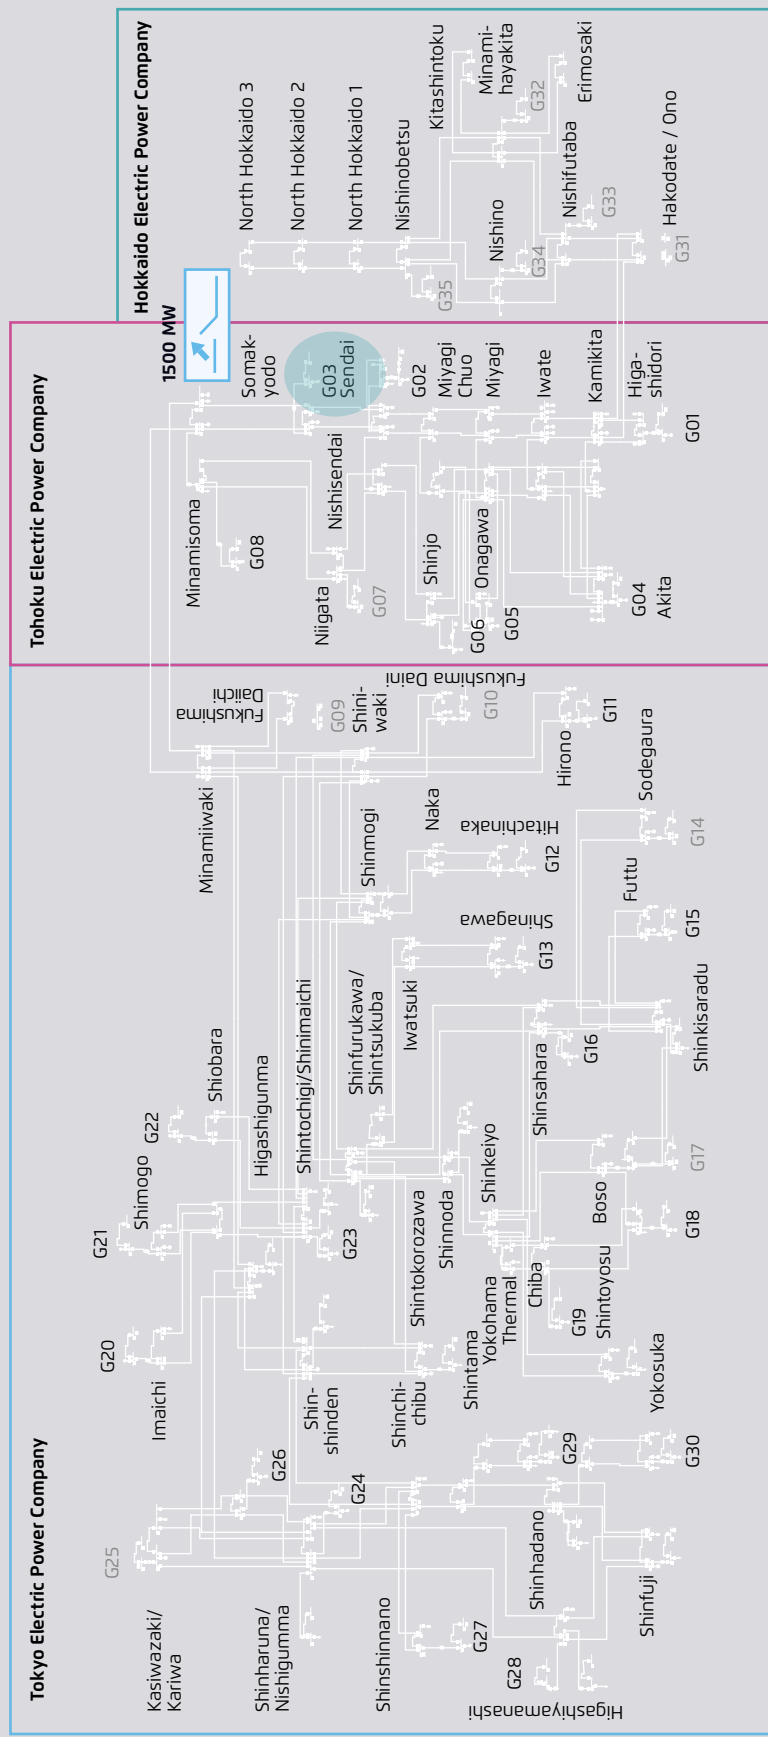 Hokkaido Electric Power Company
North Hokkaido 3
North Hokkaido 2
North Hokkaido 1
Nishinobetsu
Kitashintoku
Minami-
hayakita
G32
Erimosaki
Nishino
G34
G35
Nishifutaba
G33
Hakodate / Ono
G31
1500 MW
Tohoku Electric Power Company
Somak-
yodo
G03
Sendai
G02
Miyagi
Chuo
Miyagi
Iwate
Kamikita
Higa-
shidori
G01
Minamisoma
G08
Nishisendai
Niigata
G07
Shinjo
G06
Onagawa
G05
G04
Akita
Tokyo Electric Power Company
Fukushima
Daiichi
G09
Shini-
waki
Fukushima Daini
G10
Hirono
G11
Minamiiwaki
Shinmogi
Naka
Hitachinaka
G12
Sodegaura
G14
Futtu
G15
Shinagawa
G13
Iwatsuki
Shinfurukawa/
Shintsukuba
Shintochigi/Shinimaichi
Higashigunma
Shiobara
G22
Shinsahara
G16
Shinkisaradu
Shimogo
G21
G23
Shintokorozawa
Shinnoda
Shinkeiyo
Boso
G17
G18
Chiba
G19
Shintoyosu
Yokohama
Thermal
Shintama
Yokosuka
G20
Imaichi
Shin-
shinden
Shinchi-
chibu
G26
G24
G25
G29
G30
Kasiwazaki/
Kariwa
Shinharuna/
Nishigumma
Shinshinnano
G27
Shinhadano
Shinfuji
G28
Higashiyamanashi